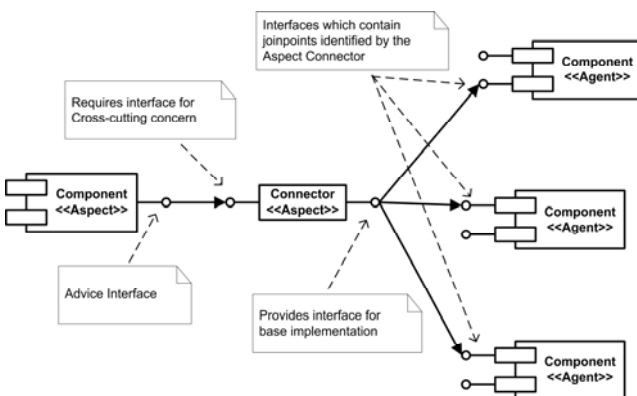 Interfaces which contain
joinpoints identified by the
Aspect Connector
Component
<<Agent>>
Requires interface for
Cross-cutting concern
Component
<<Aspect>>
Connector
<<Aspect>>
Component
<<Agent>>
Advice Interface
Provides interface for
base implementation
Component
<<Agent>>